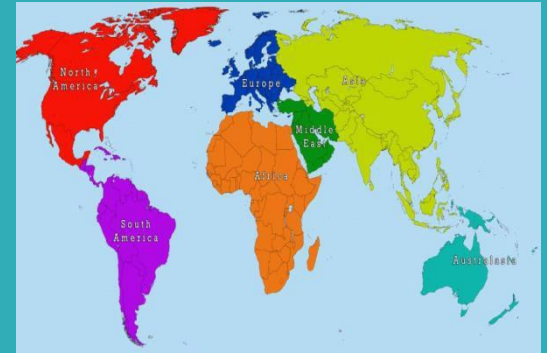 North
America
Europe
Asia
Middle
East
Africa
South
America
Australasia